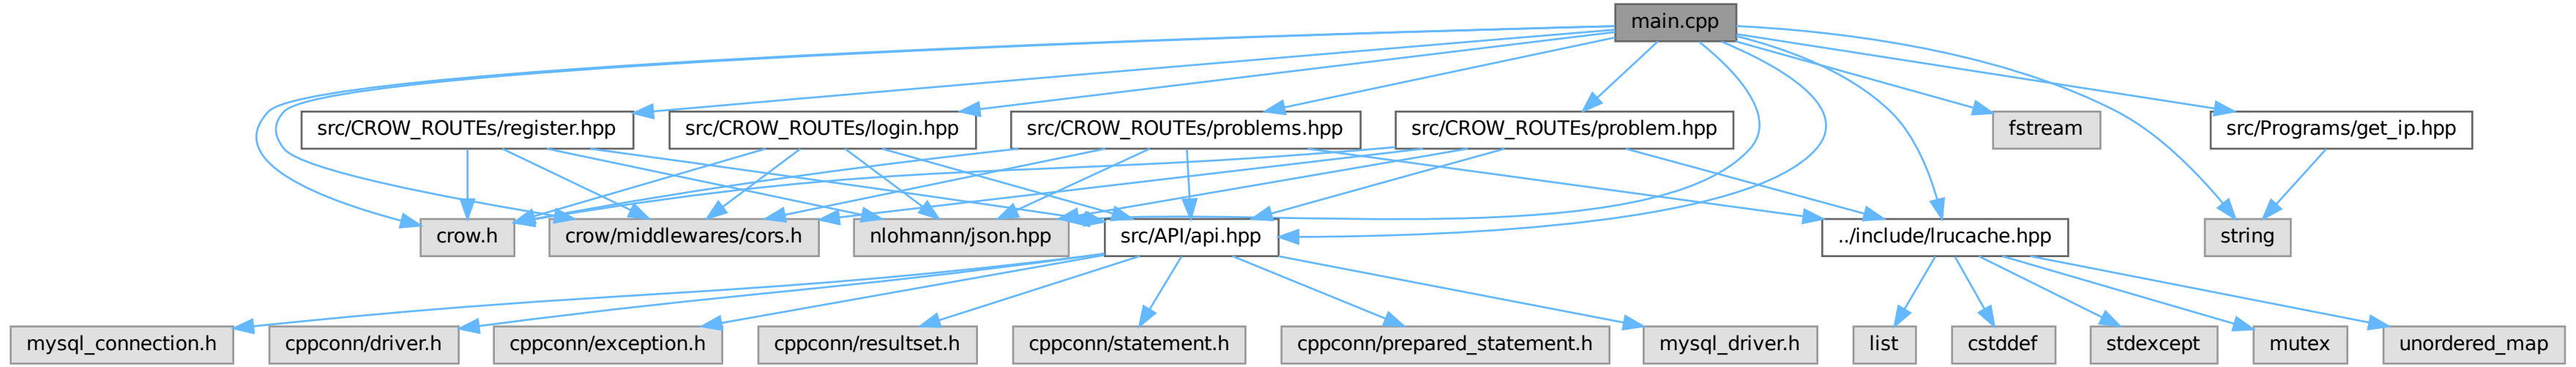 main.cpp
src/CROW_ROUTEs/register.hpp
src/CROW_ROUTEs/login.hpp
src/CROW_ROUTEs/problems.hpp
src/CROW_ROUTEs/problem.hpp
fstream
src/Programs/get_ip.hpp
crow.h
crow/middlewares/cors.h
nlohmann/json.hpp
src/API/api.hpp
../include/lrucache.hpp
string
mysql_connection.h
cppconn/driver.h
cppconn/exception.h
cppconn/resultset.h
cppconn/statement.h
cppconn/prepared_statement.h
mysql_driver.h
list
cstddef
stdexcept
mutex
unordered_map